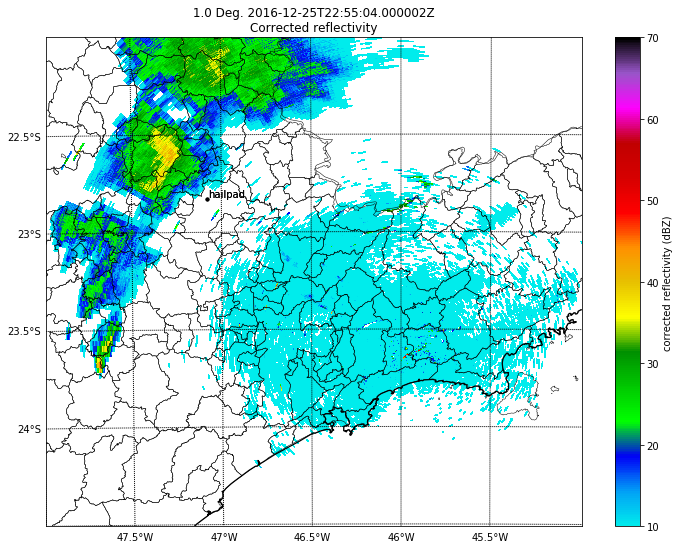 1.0 Deg. 2016-12-25T22:55:04.000002Z
Corrected reflectivity
22.5°S
23°S
23.5°S
24°S
hailpad
47.5°W
47°W
46.5°W
46°W
45.5°W
70
60
50
40
30
20
10
corrected reflectivity (dBZ)